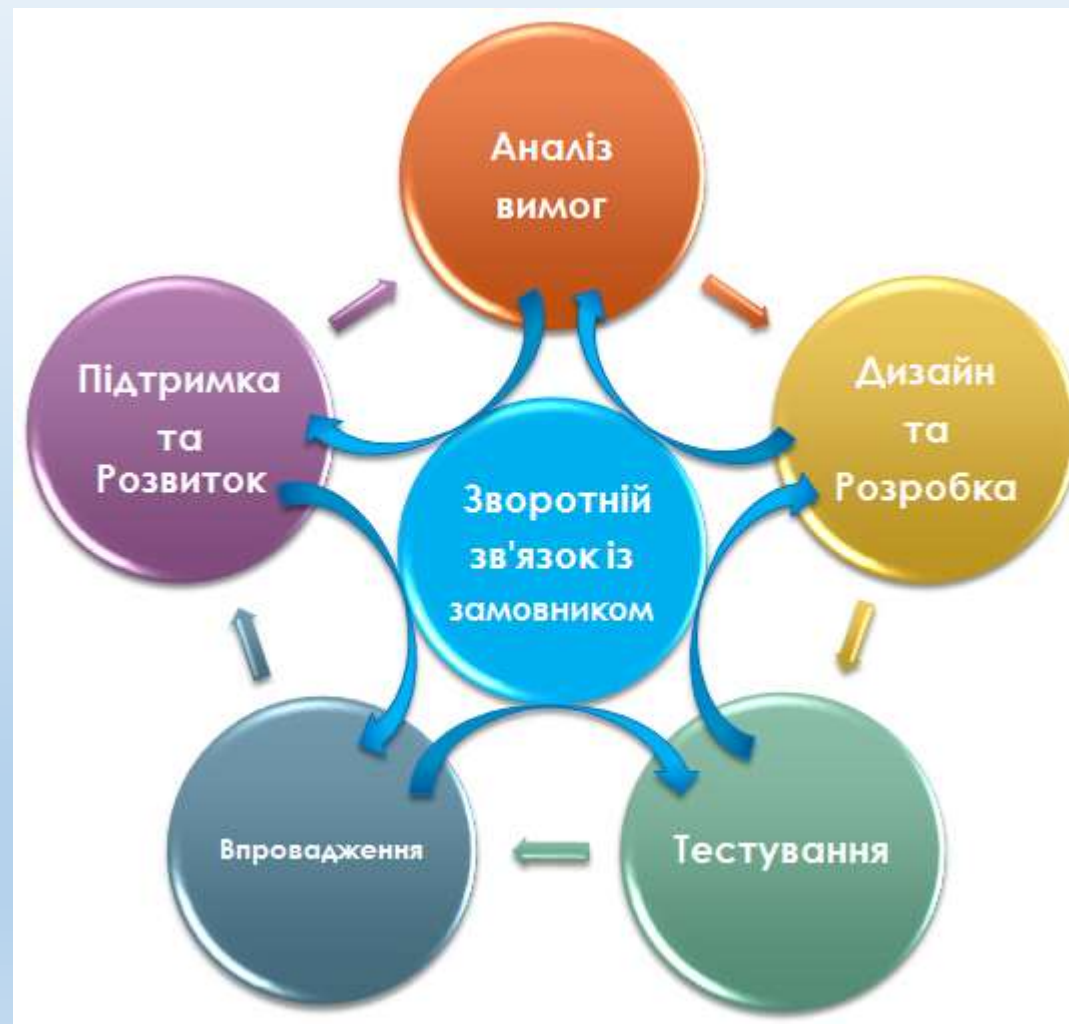 Аналіз
вимог
Дизайн
та
Розробка
Тестування
Впровадження
Підтримка
та
Розвиток
Зворотній
зв'язок із
замовником